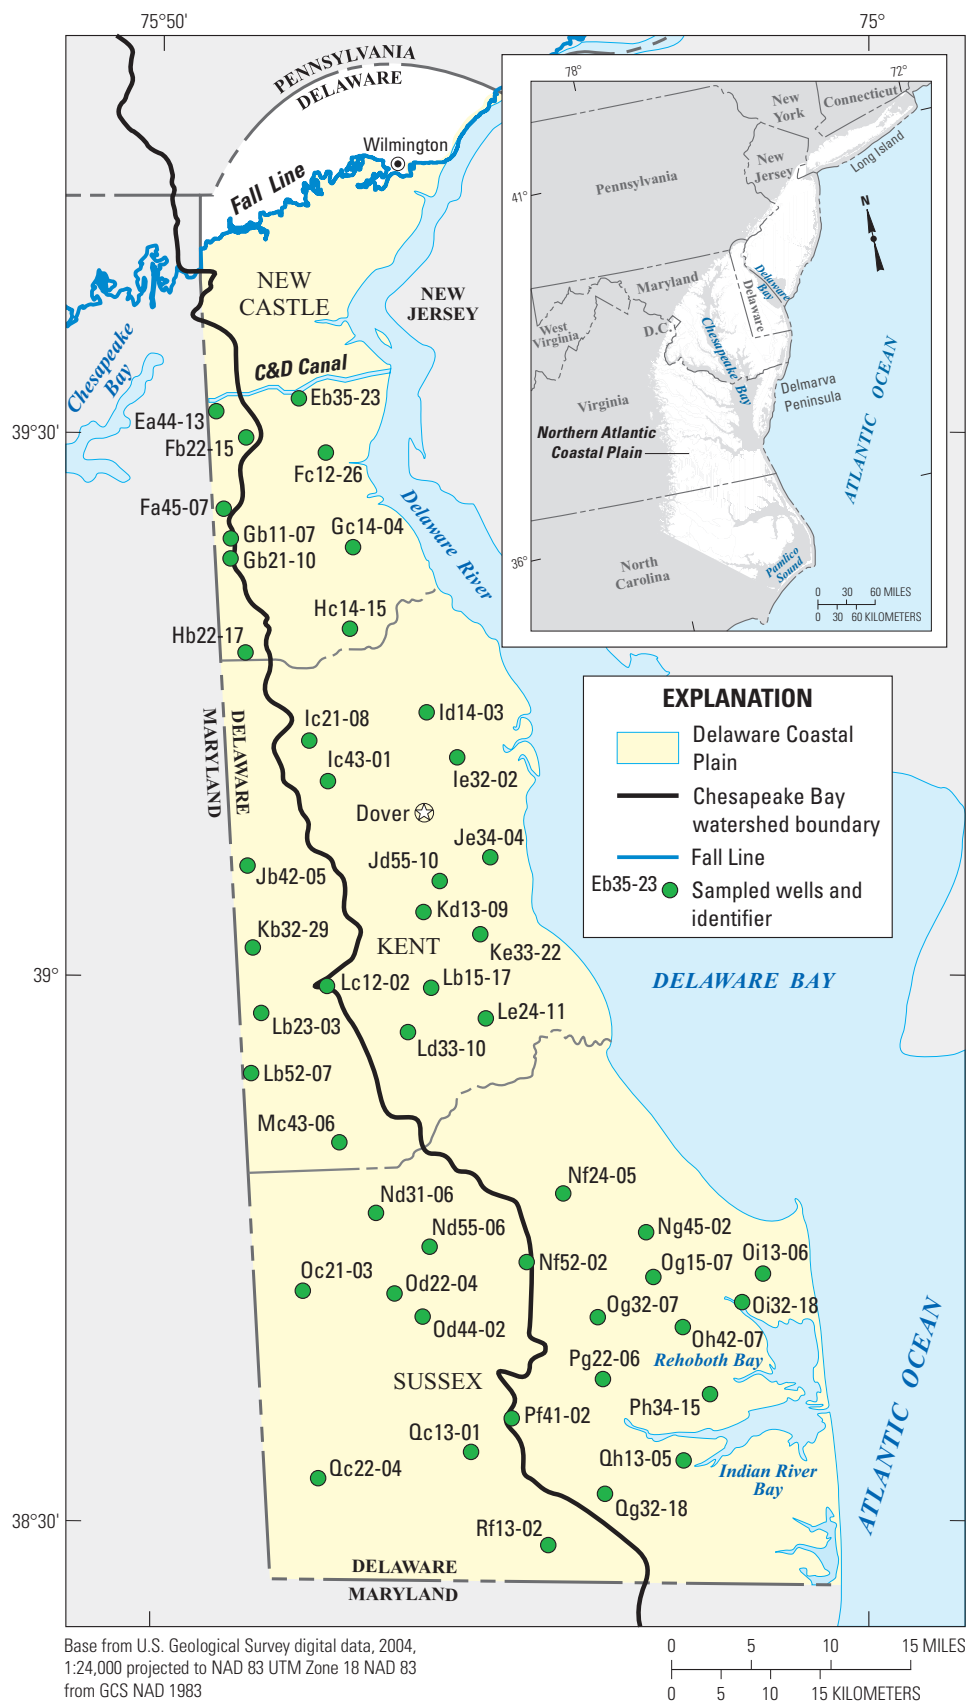 75°50'
75°
PENNSYLVANIA
DELAWARE
Wilmington
Fall Line
NEW
CASTLE
NEW
JERSEY
Chesapeake
Bay
C&D Canal
Eb35-23
Ea44-13
39°30'
Fb22-15
Fc12-26
Fa45-07
Gb11-07
Gc14-04
Gb21-10
Delaware River
Hc14-15
Hb22-17
DELAWARE
MARYLAND
Ic21-08
Id14-03
Ic43-01
Ie32-02
Dover
Je34-04
Jd55-10
Jb42-05
Kd13-09
Kb32-29
KENT
Ke33-22
39°
Lc12-02
Lb15-17
DELAWARE BAY
Lb23-03
Le24-11
Ld33-10
Lb52-07
Mc43-06
Nf24-05
Nd31-06
Ng45-02
Nd55-06
Oi13-06
Nf52-02
Og15-07
Oc21-03
Od22-04
Oi32-18
Og32-07
Od44-02
Oh42-07
Rehoboth Bay
Pg22-06
SUSSEX
Ph34-15
Pf41-02
Qc13-01
Qh13-05
Indian River
Bay
Qc22-04
Qg32-18
38°30'
Rf13-02
ATLANTIC OCEAN
DELAWARE
MARYLAND
78°
72°
New
York
Connecticut
Long Island
New
Jersey
Pennsylvania
41°
N
Maryland
Delaware
Bay
Delaware
West
Virginia
D.C.
Chesapeake Bay
Delmarva
Peninsula
Virginia
Northern Atlantic
Coastal Plain
ATLANTIC OCEAN
36°
North
Carolina
Pamlico
Sound
0 30 60 MILES
0 30 60 KILOMETERS
EXPLANATION
Delaware Coastal
Plain
Chesapeake Bay
watershed boundary
Fall Line
Eb35-23 Sampled wells and
identifier
Base from U.S. Geological Survey digital data, 2004,
1:24,000 projected to NAD 83 UTM Zone 18 NAD 83
from GCS NAD 1983
0 5 10 15 MILES
0 5 10 15 KILOMETERS